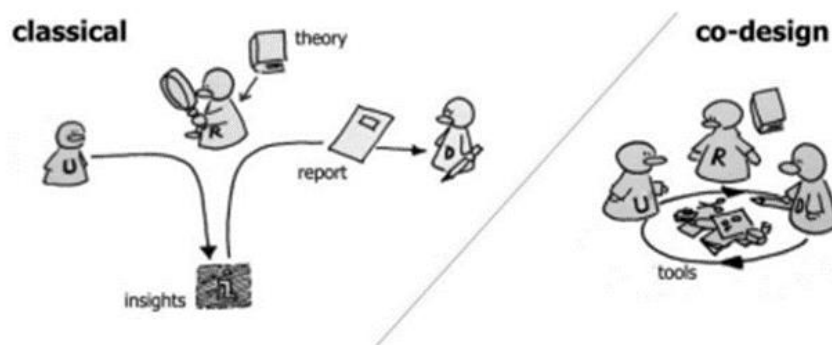 classical
theory
R
U
report
D
insights
co-design
R
U
D
tools